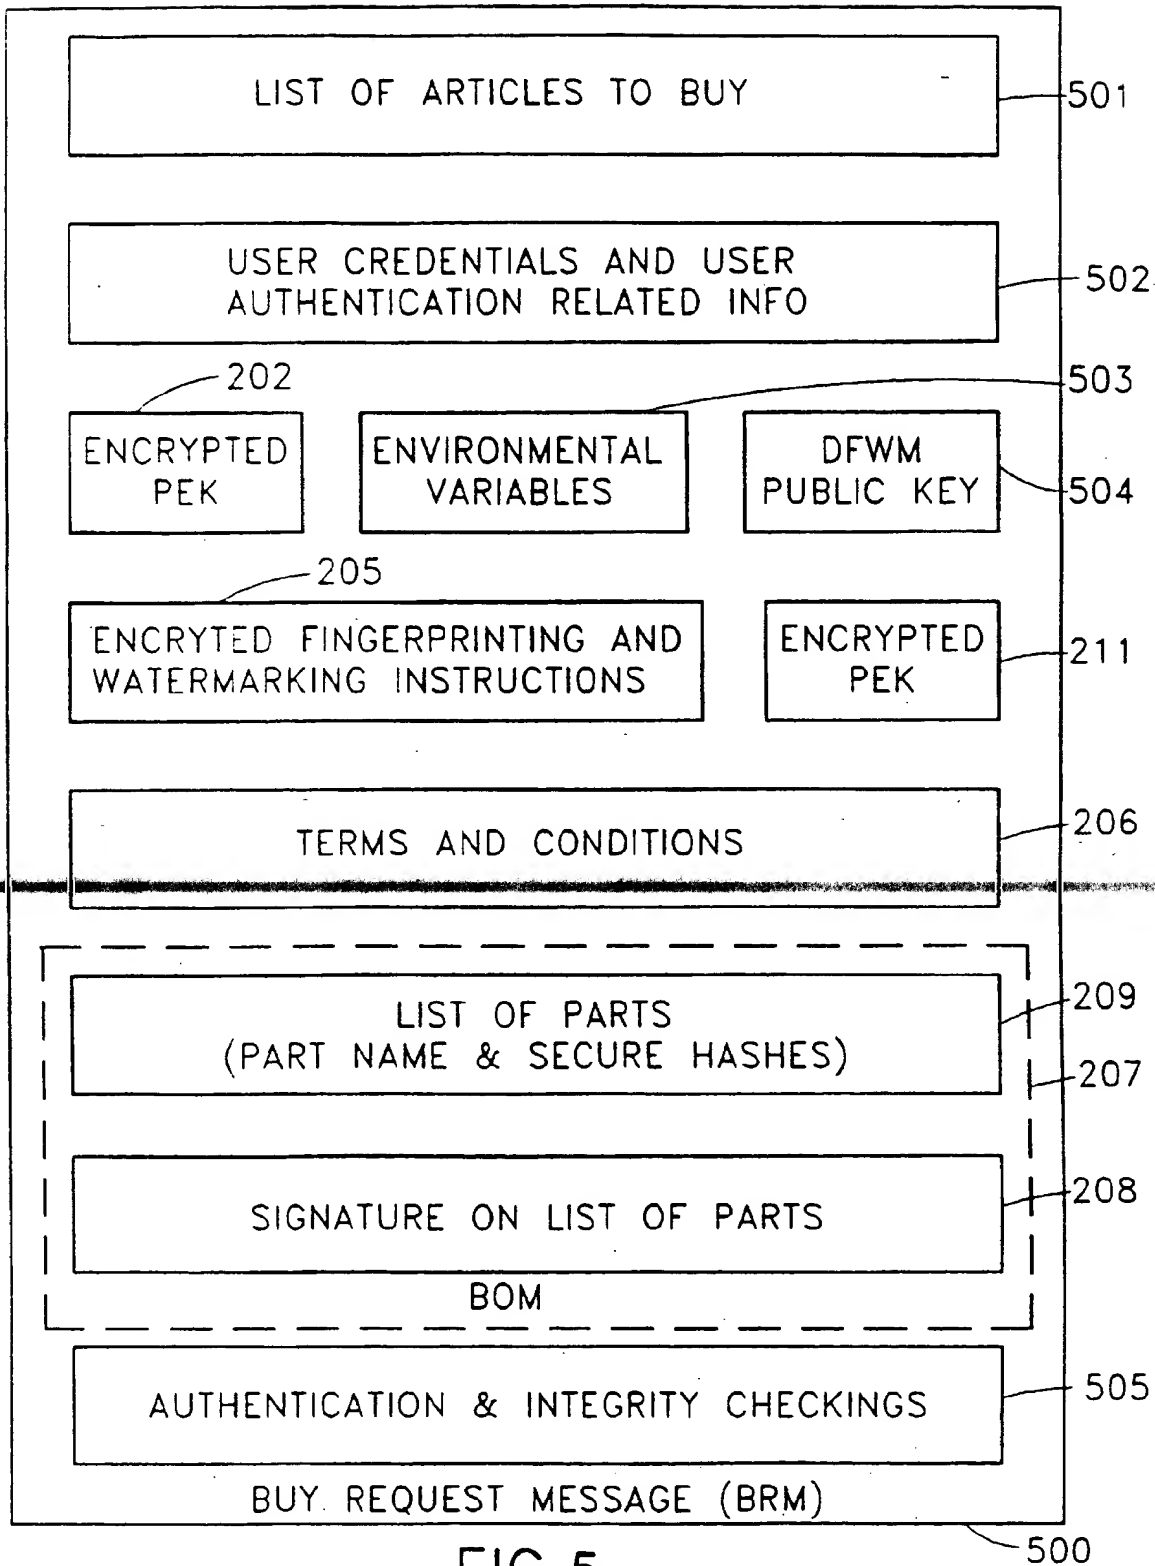 LIST OF ARTICLES TO BUY
501
USER CREDENTIALS AND USER
AUTHENTICATION RELATED INFO
502
202
503
ENCRYPTED
PEK
ENVIRONMENTAL
VARIABLES
DFWM
PUBLIC KEY
504
205
ENCRYTED FINGERPRINTING AND
WATERMARKING INSTRUCTIONS
ENCRYPTED
PEK
211
TERMS AND CONDITIONS
206
LIST OF PARTS
(PART NAME & SECURE HASHES)
209
207
SIGNATURE ON LIST OF PARTS
208
BOM
AUTHENTICATION & INTEGRITY CHECKINGS
505
BUY REQUEST MESSAGE (BRM)
500
FIG. 5